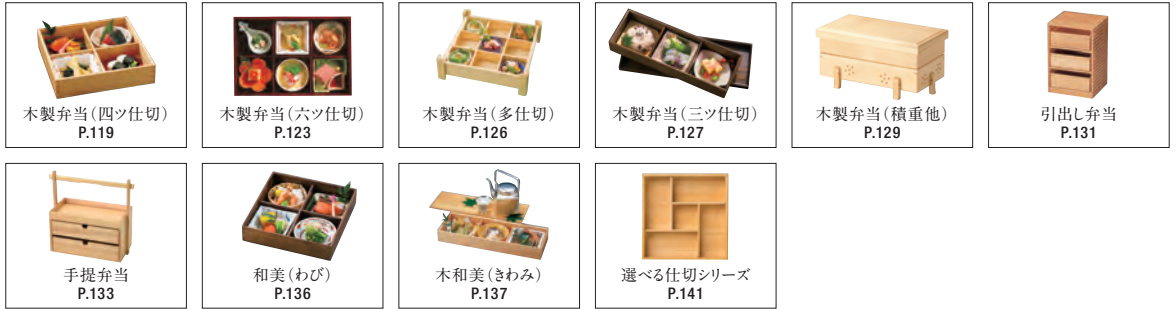 木製弁当(四ツ仕切)
P.119
木製弁当(六ツ仕切)
P.123
木製弁当(多仕切)
P.126
木製弁当(三ツ仕切)
P.127
木製弁当(積重他)
P.129
引出し弁当
P.131
手提弁当
P.133
和美(わび)
P.136
木和美(きわみ)
P.137
選べる仕切シリーズ
P.141